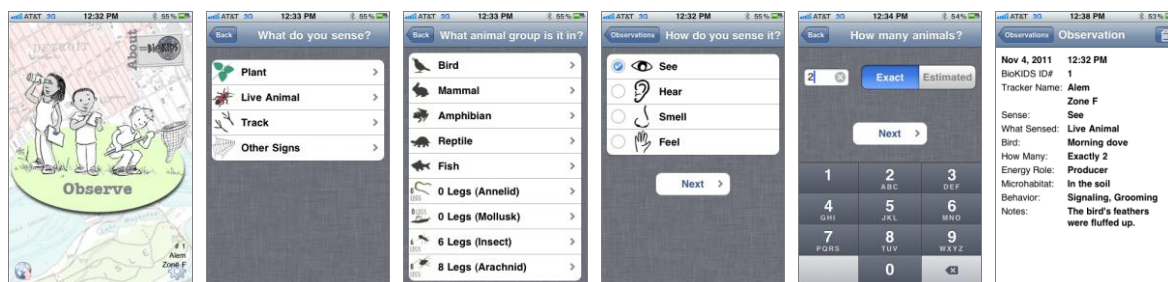 AT&T 3G 12:32 PM 55%
DETROIT
About
BIOKIDS
Observe
# 1
Alem
Zone F
AT&T 3G 12:33 PM 55%
Back What do you sense?
Plant
Live Animal
Track
Other Signs
AT&T 3G 12:33 PM 55%
Back What animal group is it in?
Bird
Mammal
Amphibian
Reptile
Fish
0 Legs (Annelid)
0 Legs (Mollusk)
6 Legs (Insect)
8 Legs (Arachnid)
AT&T 3G 12:32 PM 55%
Observations How do you sense it?
See
Hear
Smell
Feel
Next
AT&T 3G 12:34 PM 54%
Back How many animals?
2 Exact Estimated
Next
1 2 3
ABC DEF
4 5 6
GHI JKL MNO
7 8 9
PQRS TUV WXYZ
0
AT&T 3G 12:38 PM 53%
Observations Observation
Nov 4, 2011 12:32 PM
BioKIDS ID# 1
Tracker Name: Alem
Zone F
Sense: See
What Sensed: Live Animal
Bird: Morning dove
How Many: Exactly 2
Energy Role: Producer
Microhabitat: In the soil
Behavior: Signaling, Grooming
Notes: The bird's feathers
were fluffed up.